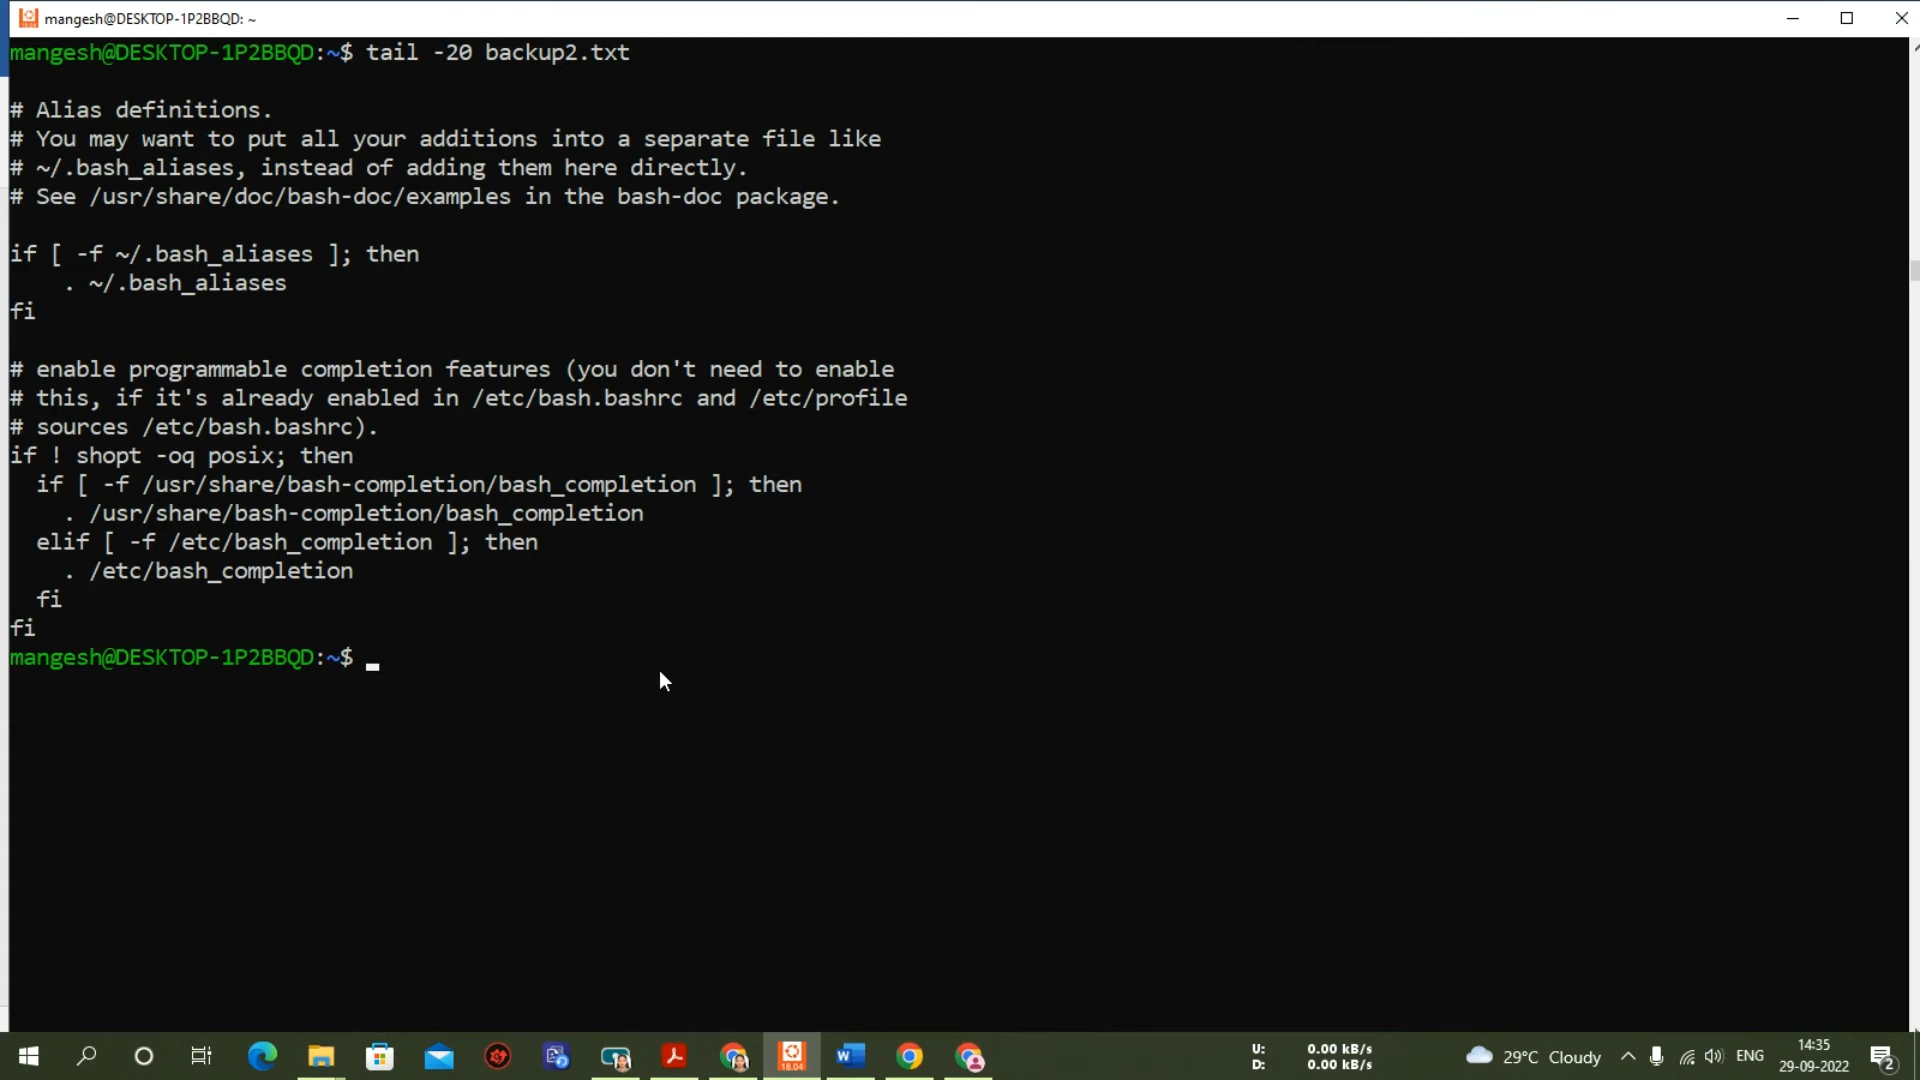 mangesh@DESKTOP-1P2BBQD: ~
mangesh@DESKTOP-1P2BBQD:~$ tail -20 backup2.txt
# Alias definitions.
# You may want to put all your additions into a separate file like
# ~/.bash_aliases, instead of adding them here directly.
# See /usr/share/doc/bash-doc/examples in the bash-doc package.
if [ -f ~/.bash_aliases ]; then
    . ~/.bash_aliases
fi
# enable programmable completion features (you don't need to enable
# this, if it's already enabled in /etc/bash.bashrc and /etc/profile
# sources /etc/bash.bashrc).
if ! shopt -oq posix; then
  if [ -f /usr/share/bash-completion/bash_completion ]; then
    . /usr/share/bash-completion/bash_completion
  elif [ -f /etc/bash_completion ]; then
    . /etc/bash_completion
  fi
fi
mangesh@DESKTOP-1P2BBQD:~$
18.04
U: 0.00 kB/s
D: 0.00 kB/s
29°C Cloudy
ENG
14:35
29-09-2022
2